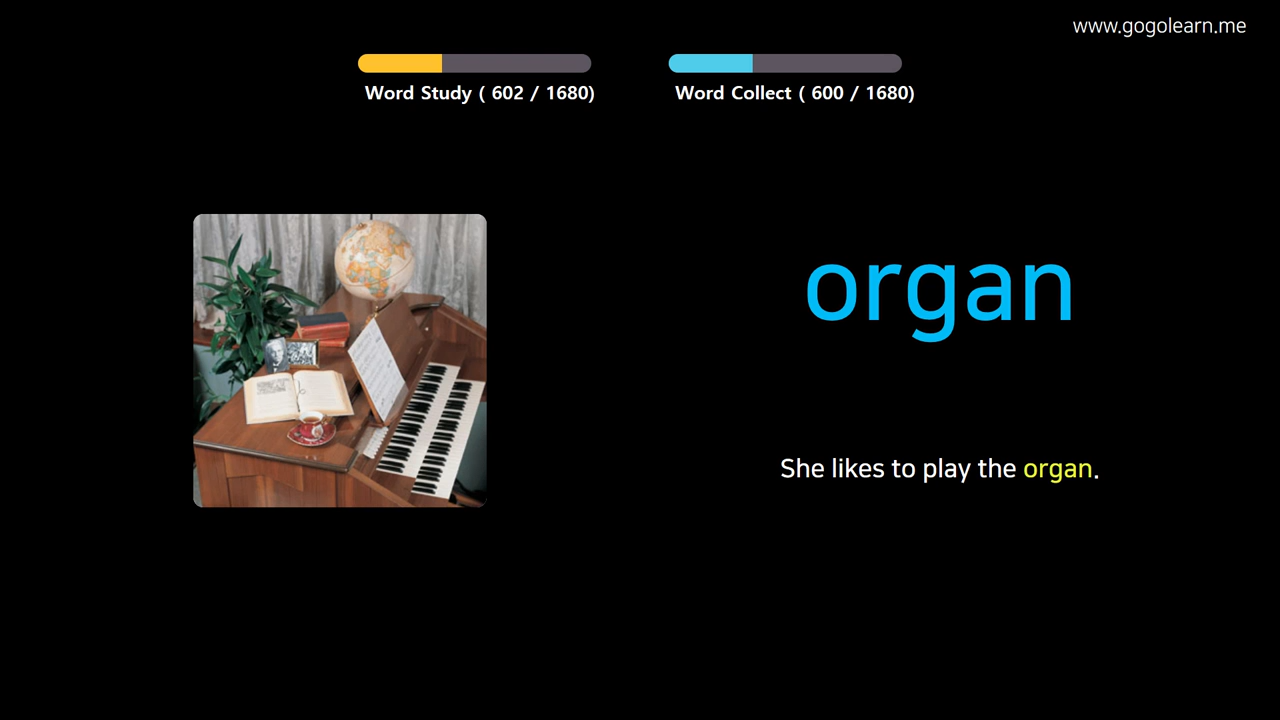 www.gogolearn.me
Word Study ( 602 / 1680)
Word Collect ( 600 / 1680)
organ
She likes to play the organ.